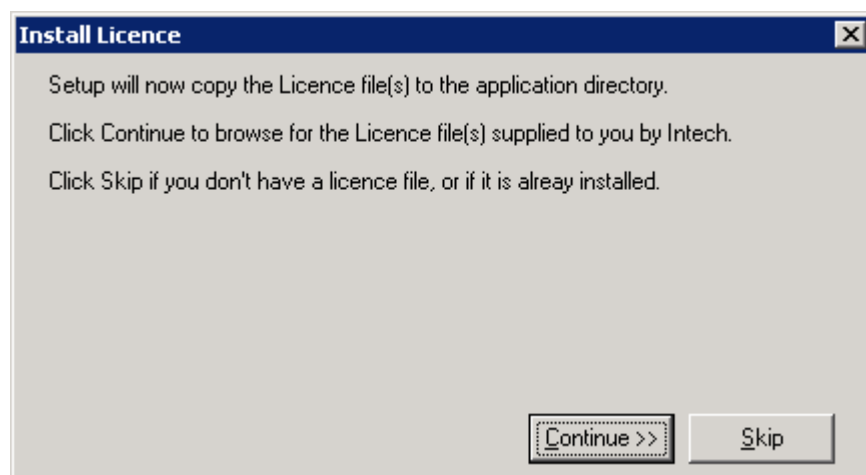 Install Licence
Setup will now copy the Licence file(s) to the application directory.
Click Continue to browse for the Licence file(s) supplied to you by Intech.
Click Skip if you don't have a licence file, or if it is alreay installed.
Continue >>
Skip